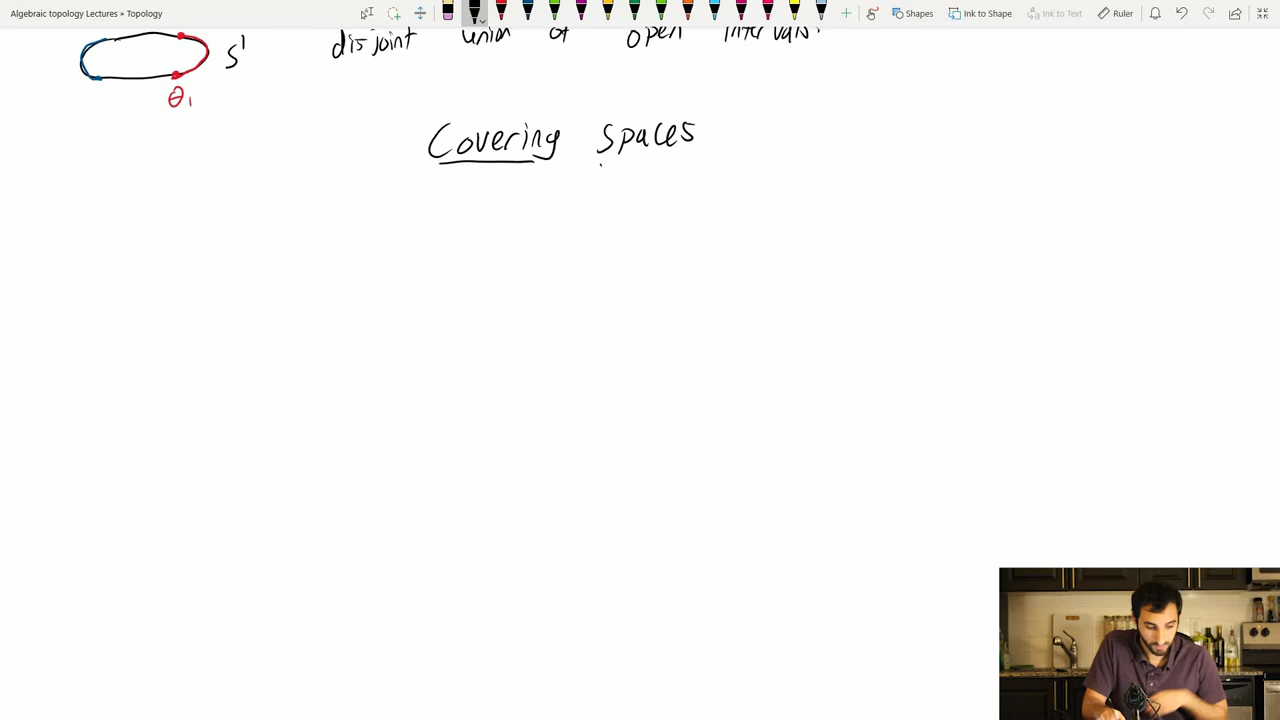 Algebraic topology Lectures » Topology
Shapes
Ink to Shape
Ink to Text
Ruler
disjoint union of open intervals.
S¹
θ₁
Covering Spaces